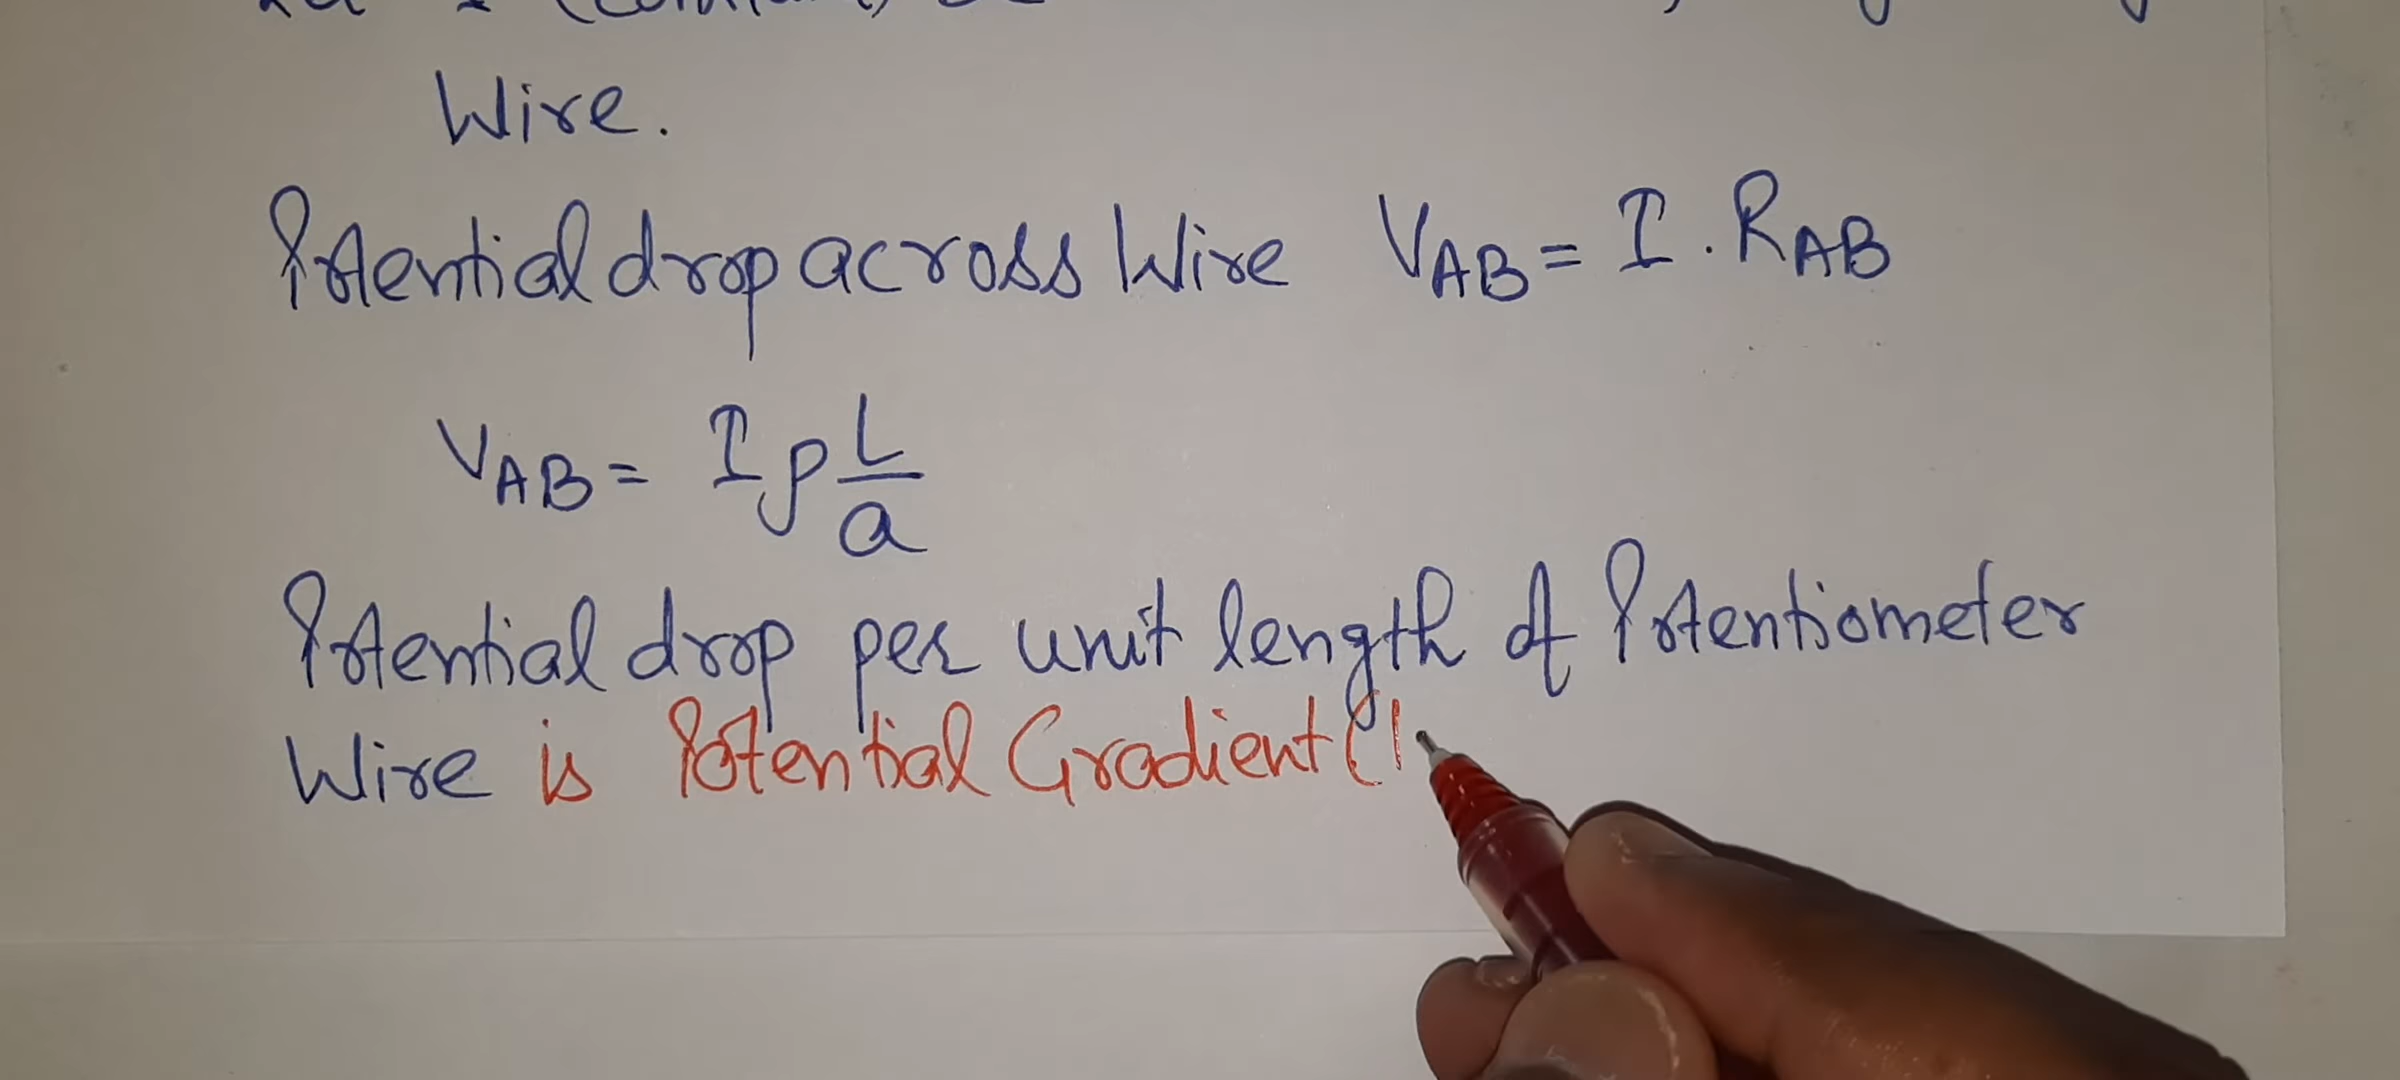 Wire.
Potential drop across Wire V_AB = I . R_AB
V_AB = I ρ L/a
Potential drop per unit length of Potentiometer
Wire is Potential Gradient (